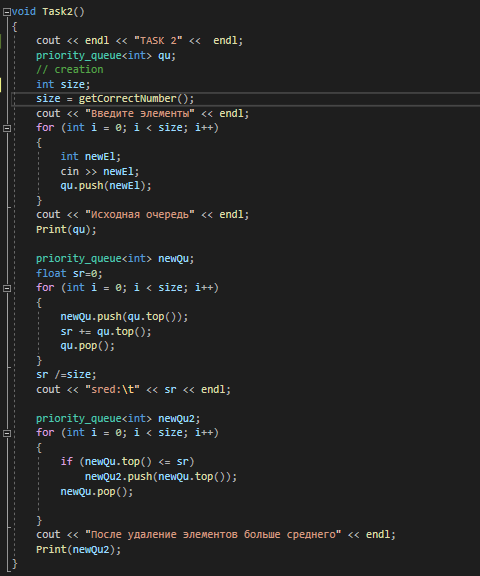 void Task2()
{
cout << endl << "TASK 2" <<  endl;
priority_queue<int> qu;
// creation
int size;
size = getCorrectNumber();
cout << "Введите элементы" << endl;
for (int i = 0; i < size; i++)
{
int newEl;
cin >> newEl;
qu.push(newEl);
}
cout << "Исходная очередь" << endl;
Print(qu);
priority_queue<int> newQu;
float sr=0;
for (int i = 0; i < size; i++)
{
newQu.push(qu.top());
sr += qu.top();
qu.pop();
}
sr /=size;
cout << "sred:\t" << sr << endl;
priority_queue<int> newQu2;
for (int i = 0; i < size; i++)
{
if (newQu.top() <= sr)
newQu2.push(newQu.top());
newQu.pop();
}
cout << "После удаление элементов больше среднего" << endl;
Print(newQu2);
}